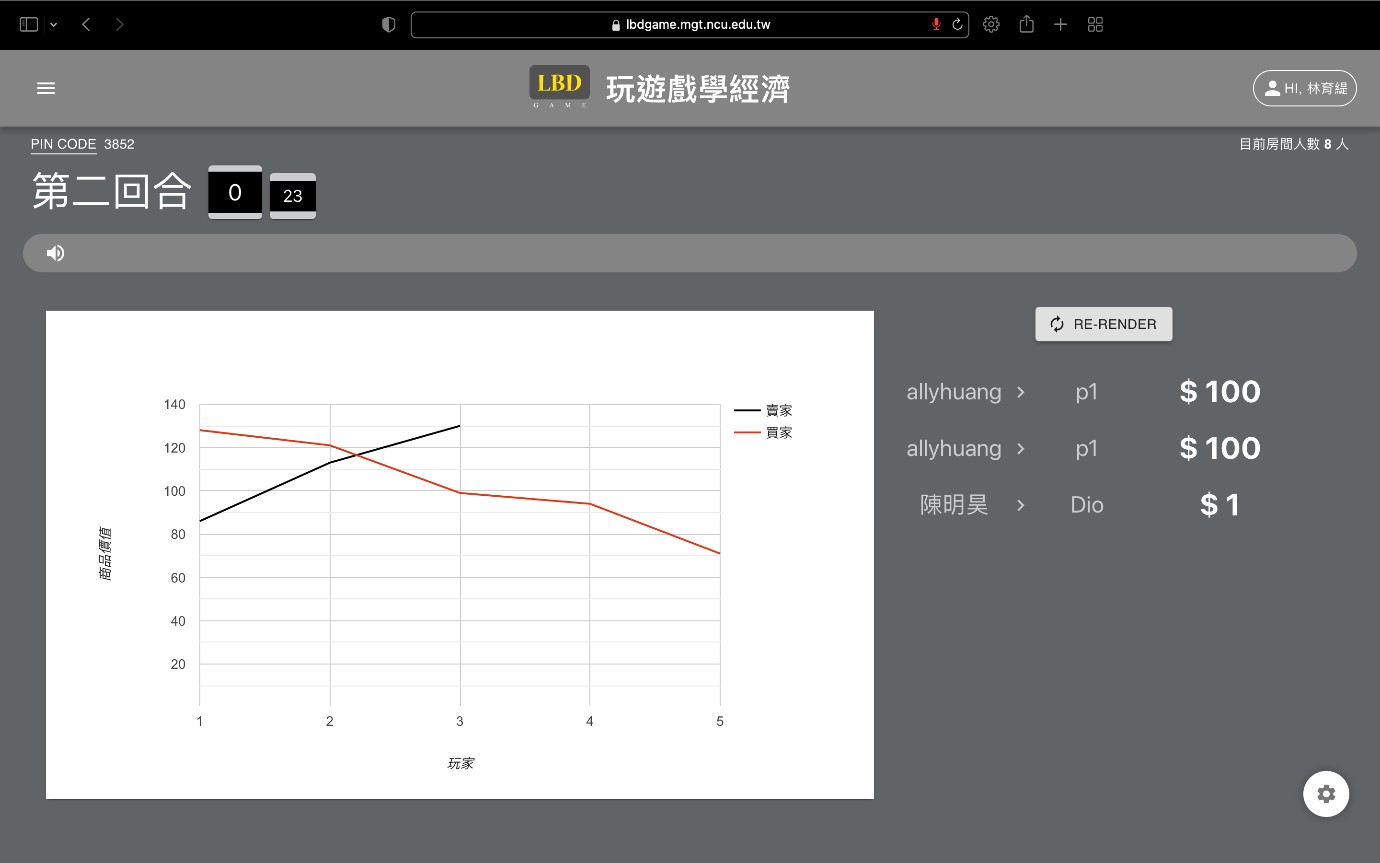 lbdgame.mgt.ncu.edu.tw
LBD
GAME
玩遊戲學經濟
HI, 林育緹
PIN CODE 3852
目前房間人數 8 人
第二回合 0 23
RE-RENDER
allyhuang p1 $ 100
allyhuang p1 $ 100
陳明昊 Dio $ 1
賣家
買家
商品價值
140
120
100
80
60
40
20
1 2 3 4 5
玩家